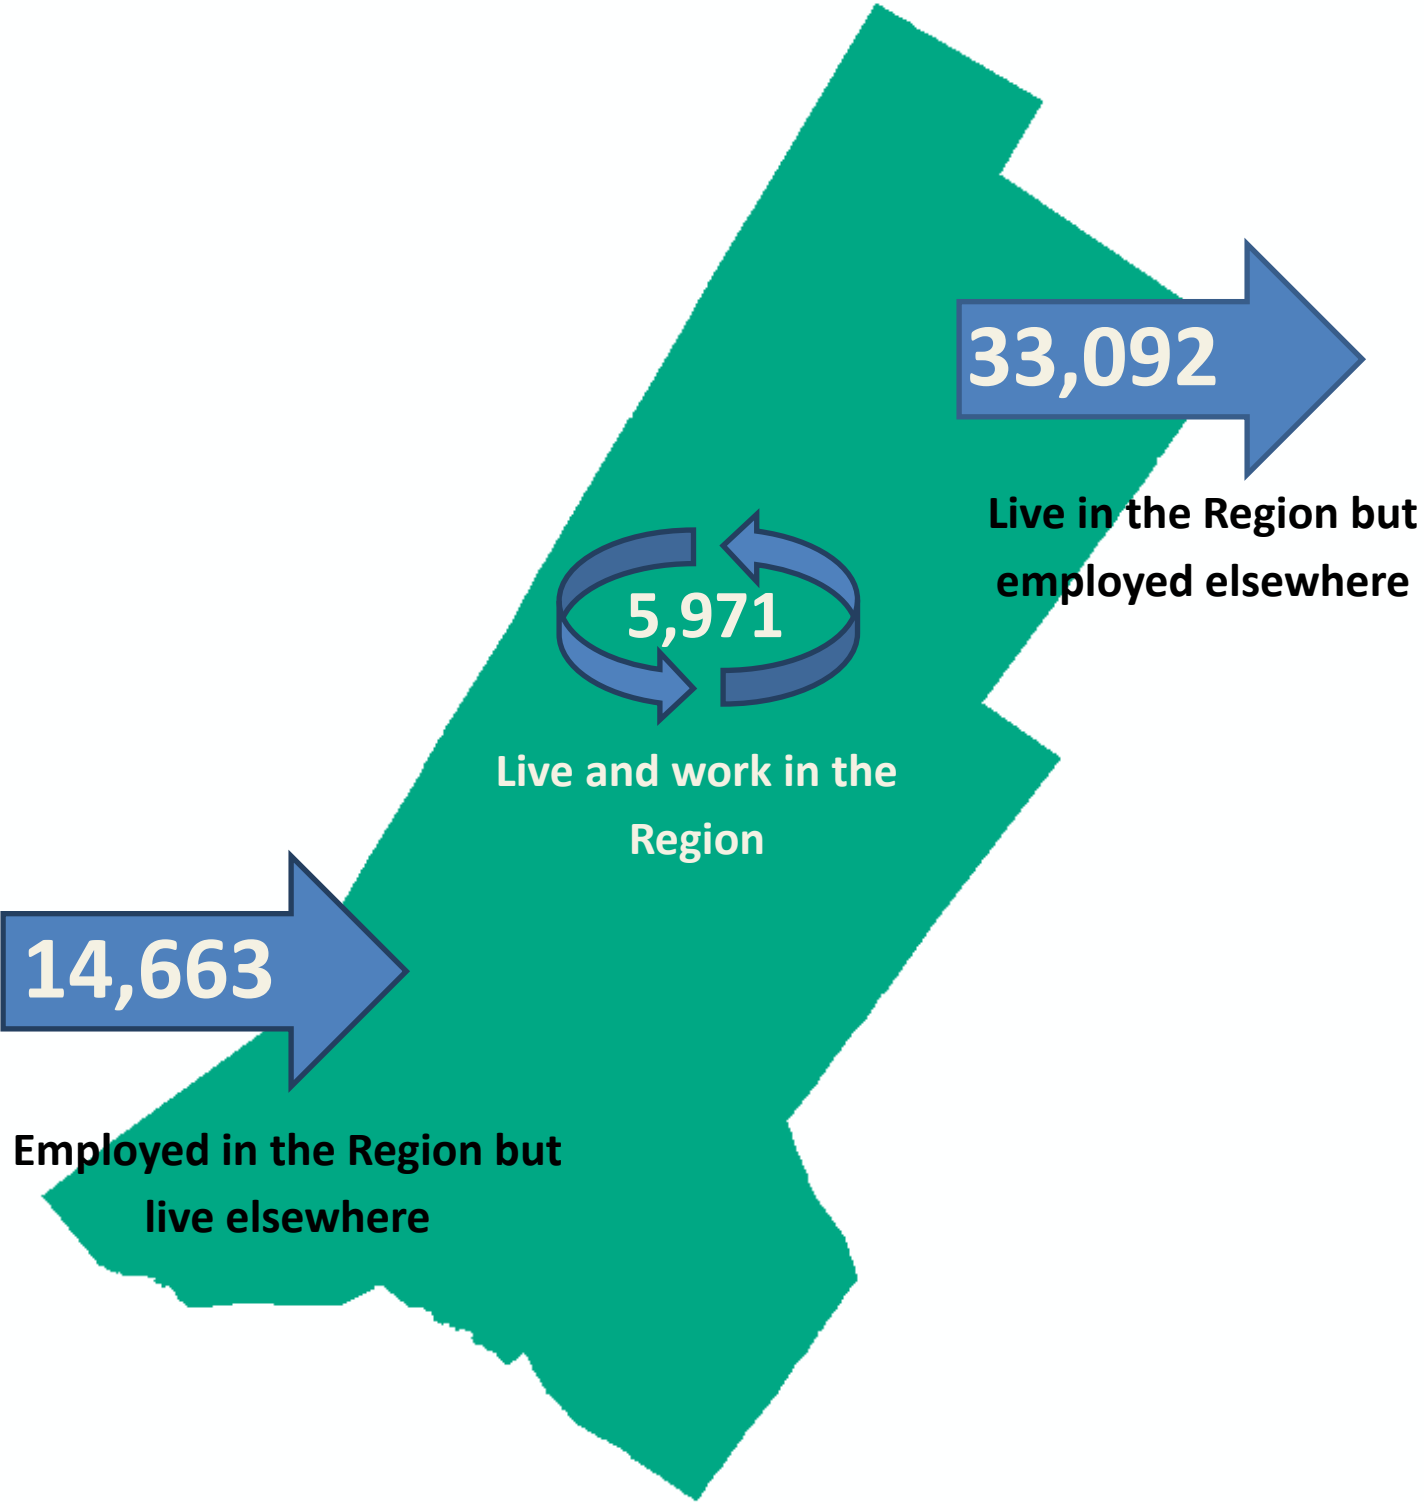 33,092
Live in the Region but
employed elsewhere
5,971
Live and work in the
Region
14,663
Employed in the Region but
live elsewhere